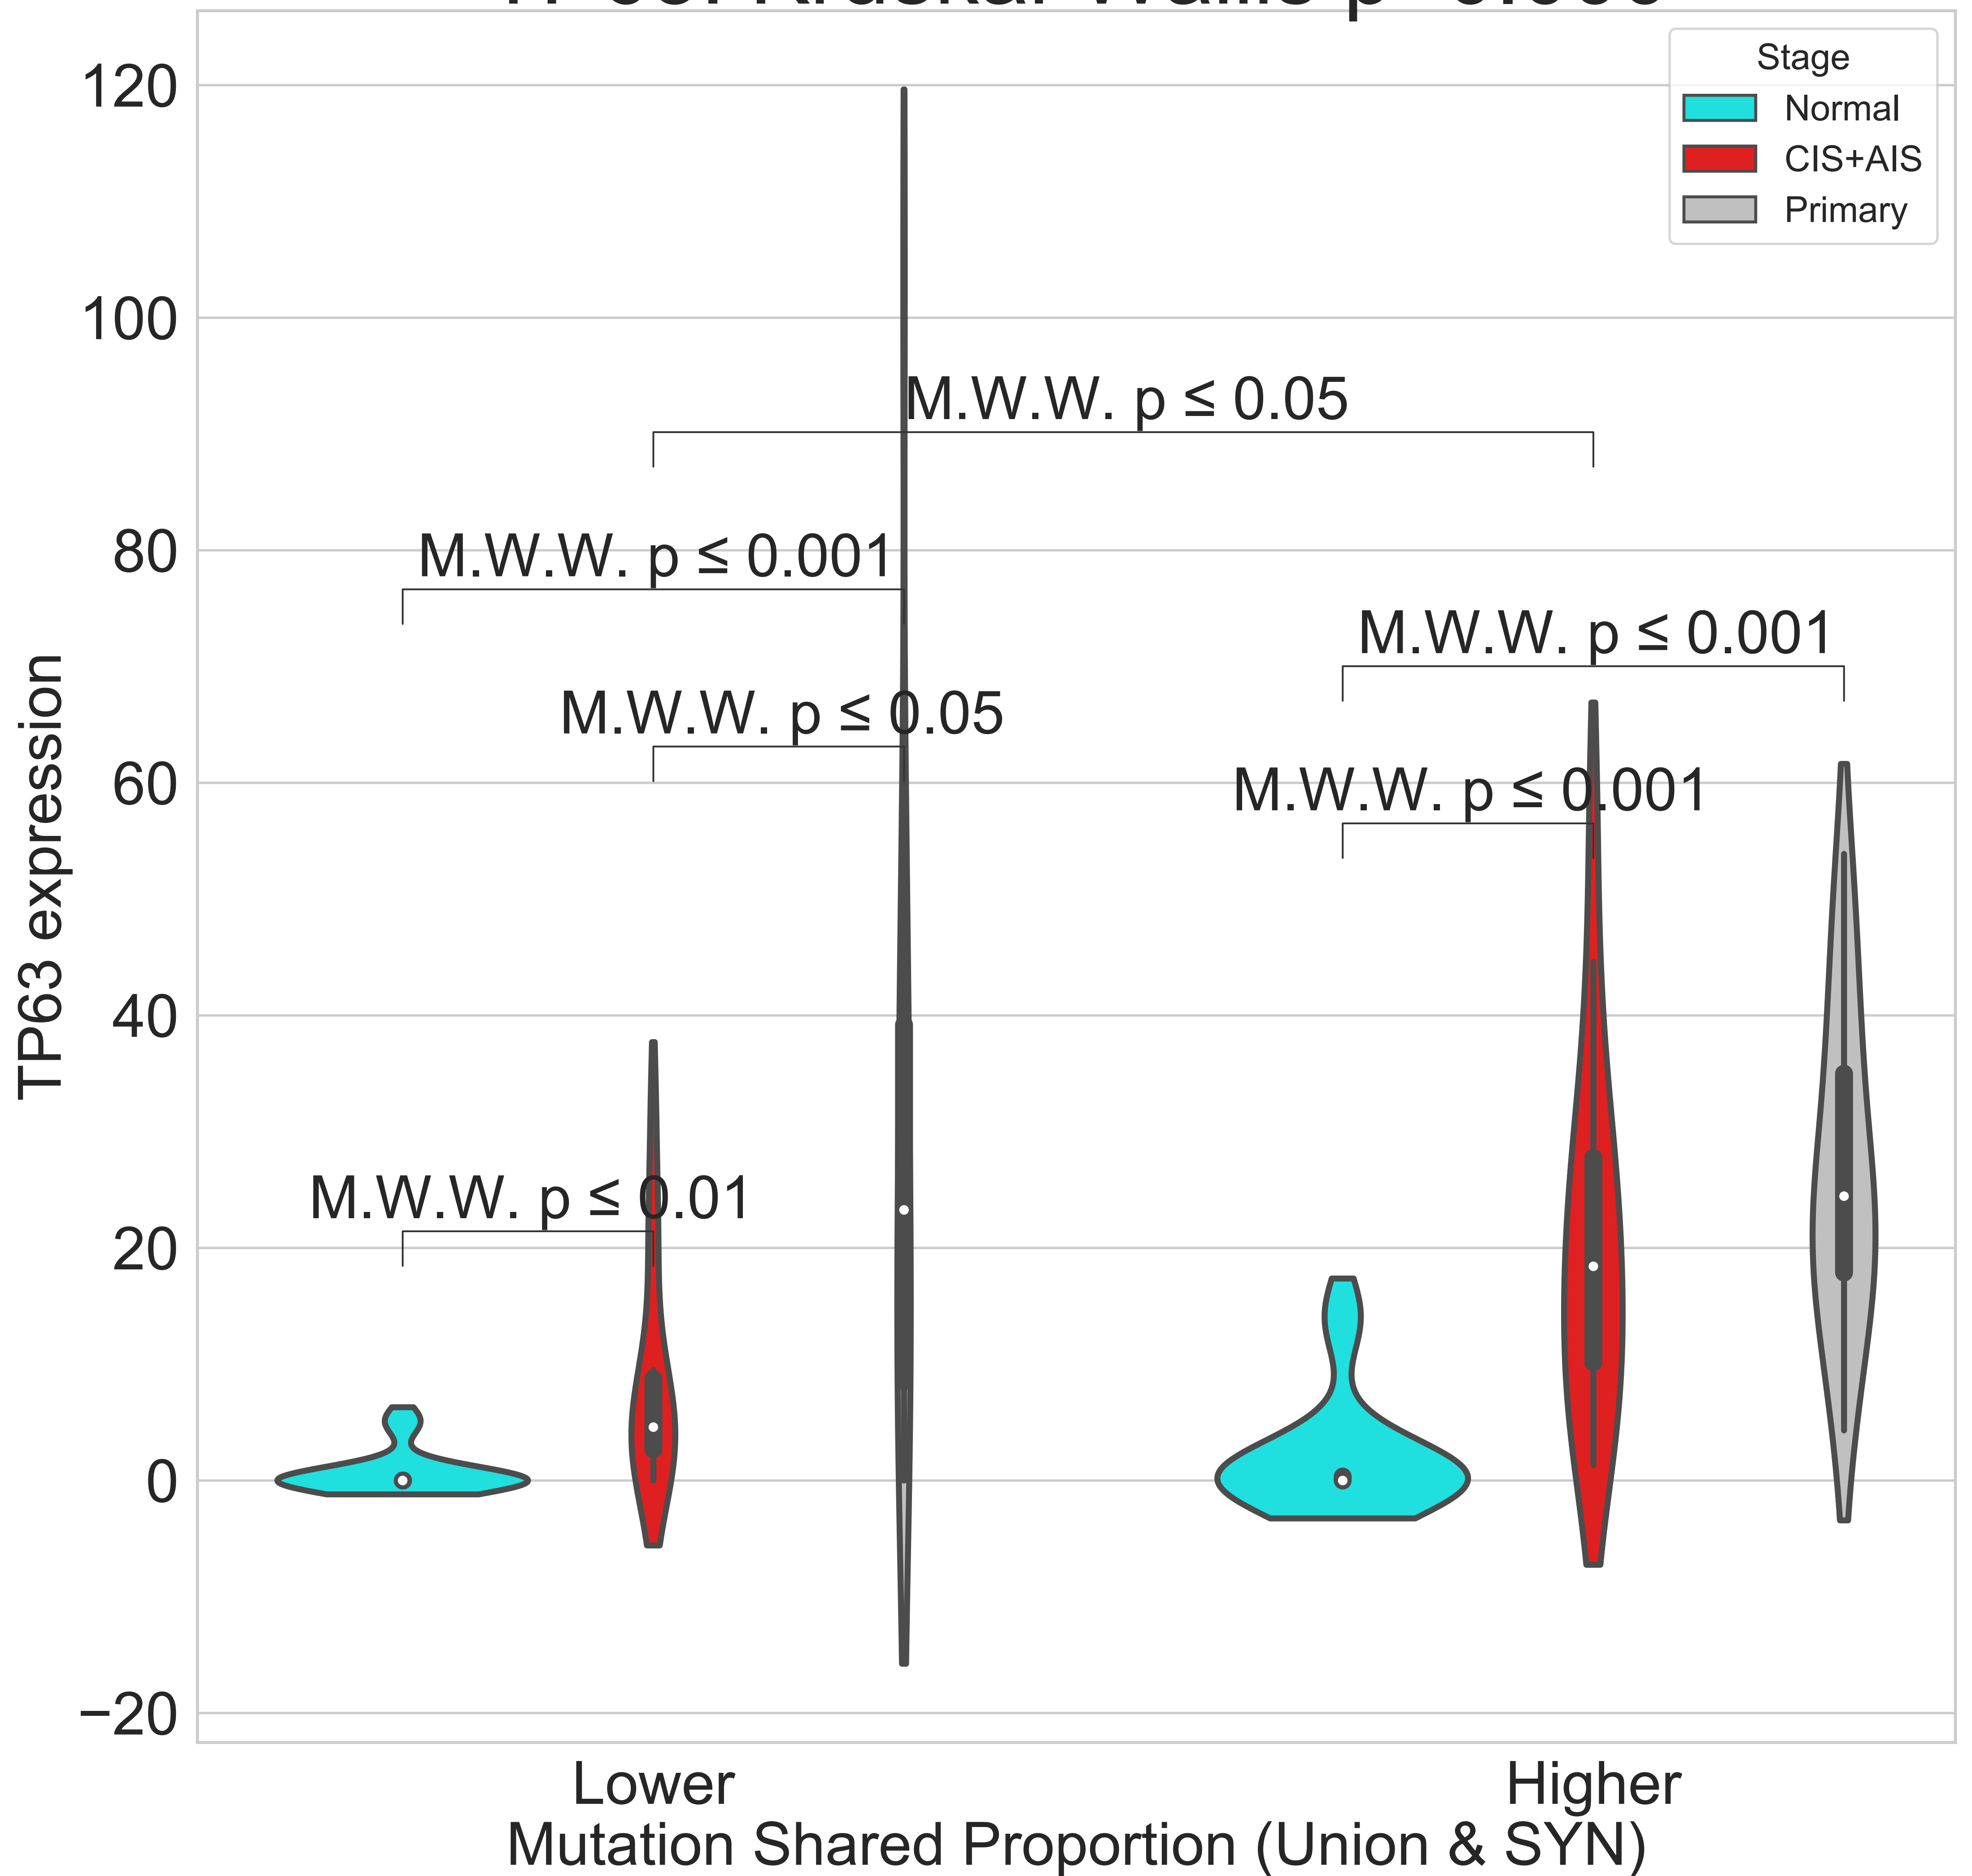 120
100
80
60
40
20
0
−20
TP63 expression
Stage
Normal
CIS+AIS
Primary
M.W.W. p ≤ 0.05
M.W.W. p ≤ 0.001
M.W.W. p ≤ 0.001
M.W.W. p ≤ 0.05
M.W.W. p ≤ 0.001
M.W.W. p ≤ 0.01
Lower
Higher
Mutation Shared Proportion (Union & SYN)